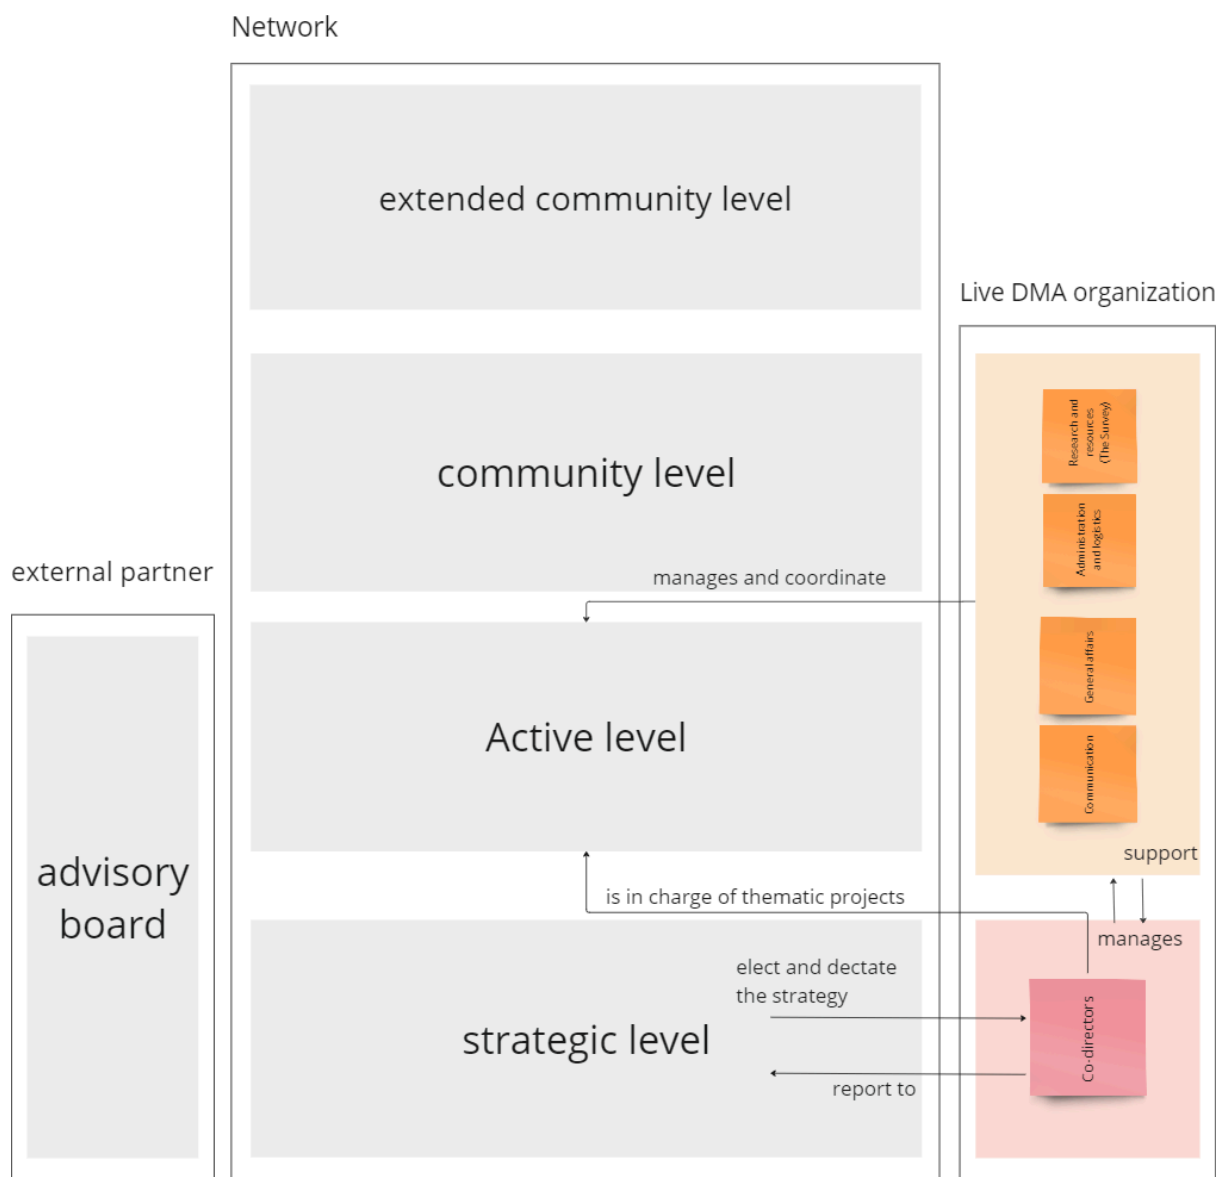 Network
extended community level
Live DMA organization
Research and
resources
(The Survey)
community level
Administration
and logistics
external partner
manages and coordinate
General affairs
Active level
Communication
support
advisory
board
is in charge of thematic projects
manages
elect and dectate
the strategy
strategic level
Co-directors
report to